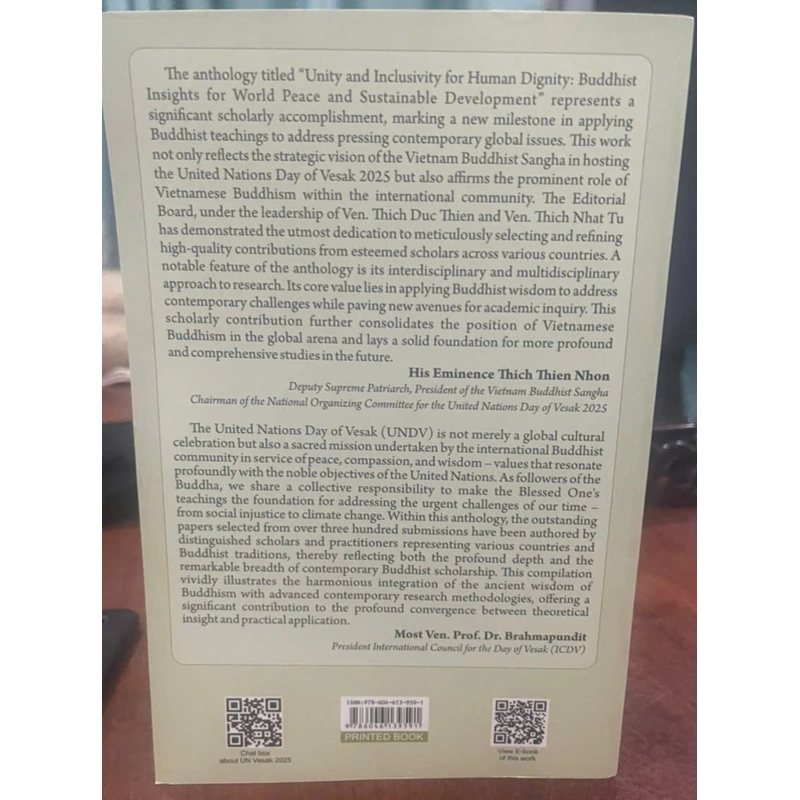 The anthology titled "Unity and Inclusivity for Human Dignity: Buddhist
Insights for World Peace and Sustainable Development" represents a
significant scholarly accomplishment, marking a new milestone in applying
Buddhist teachings to address pressing contemporary global issues. This work
not only reflects the strategic vision of the Vietnam Buddhist Sangha in hosting
the United Nations Day of Vesak 2025 but also affirms the prominent role of
Vietnamese Buddhism within the international community. The Editorial
Board, under the leadership of Ven. Thich Duc Thien and Ven. Thich Nhat Tu
has demonstrated the utmost dedication to meticulously selecting and refining
high-quality contributions from esteemed scholars across various countries. A
notable feature of the anthology is its interdisciplinary and multidisciplinary
approach to research. Its core value lies in applying Buddhist wisdom to address
contemporary challenges while paving new avenues for academic inquiry. This
scholarly contribution further consolidates the position of Vietnamese
Buddhism in the global arena and lays a solid foundation for more profound
and comprehensive studies in the future.
His Eminence Thich Thien Nhon
Deputy Supreme Patriarch, President of the Vietnam Buddhist Sangha
Chairman of the National Organizing Committee for the United Nations Day of Vesak 2025
The United Nations Day of Vesak (UNDV) is not merely a global cultural
celebration but also a sacred mission undertaken by the international Buddhist
community in service of peace, compassion, and wisdom – values that resonate
profoundly with the noble objectives of the United Nations. As followers of the
Buddha, we share a collective responsibility to make the Blessed One's
teachings the foundation for addressing the urgent challenges of our time –
from social injustice to climate change. Within this anthology, the outstanding
papers selected from over three hundred submissions have been authored by
distinguished scholars and practitioners representing various countries and
Buddhist traditions, thereby reflecting both the profound depth and the
remarkable breadth of contemporary Buddhist scholarship. This compilation
vividly illustrates the harmonious integration of the ancient wisdom of
Buddhism with advanced contemporary research methodologies, offering a
significant contribution to the profound convergence between theoretical
insight and practical application.
Most Ven. Prof. Dr. Brahmapundit
President International Council for the Day of Vesak (ICDV)
ISBN:978-604-613-959-1
9 786046 139591
PRINTED BOOK
Chat box
about UN Vesak 2025
View E-book
of this work